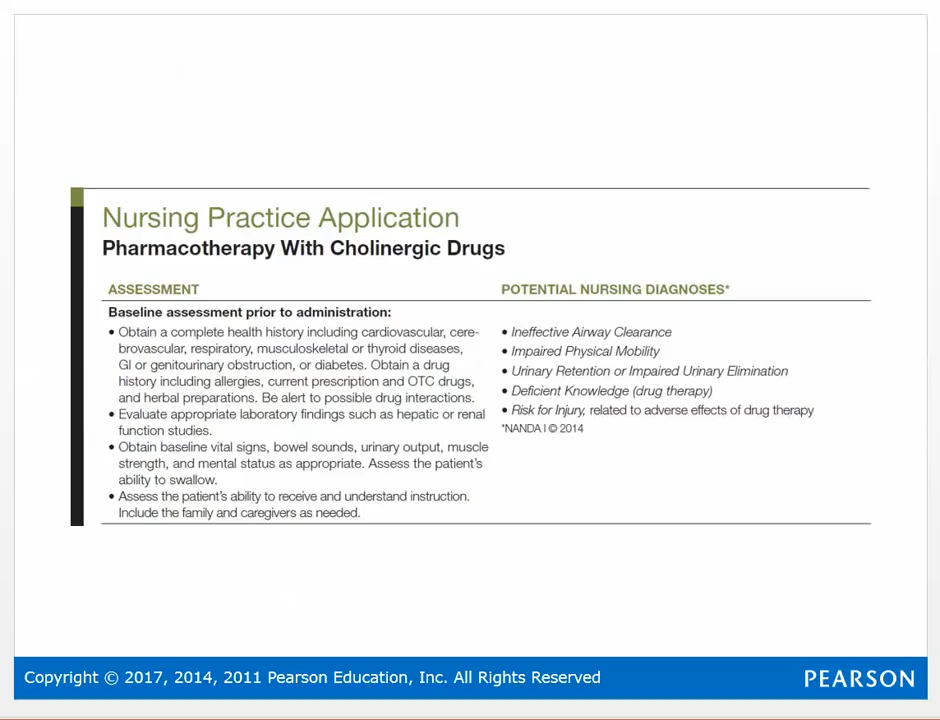 Nursing Practice Application
Pharmacotherapy With Cholinergic Drugs
ASSESSMENT
Baseline assessment prior to administration:
• Obtain a complete health history including cardiovascular, cere-
brovascular, respiratory, musculoskeletal or thyroid diseases,
GI or genitourinary obstruction, or diabetes. Obtain a drug
history including allergies, current prescription and OTC drugs,
and herbal preparations. Be alert to possible drug interactions.
• Evaluate appropriate laboratory findings such as hepatic or renal
function studies.
• Obtain baseline vital signs, bowel sounds, urinary output, muscle
strength, and mental status as appropriate. Assess the patient's
ability to swallow.
• Assess the patient's ability to receive and understand instruction.
Include the family and caregivers as needed.
POTENTIAL NURSING DIAGNOSES*
• Ineffective Airway Clearance
• Impaired Physical Mobility
• Urinary Retention or Impaired Urinary Elimination
• Deficient Knowledge (drug therapy)
• Risk for Injury, related to adverse effects of drug therapy
*NANDA I © 2014
Copyright © 2017, 2014, 2011 Pearson Education, Inc. All Rights Reserved
PEARSON